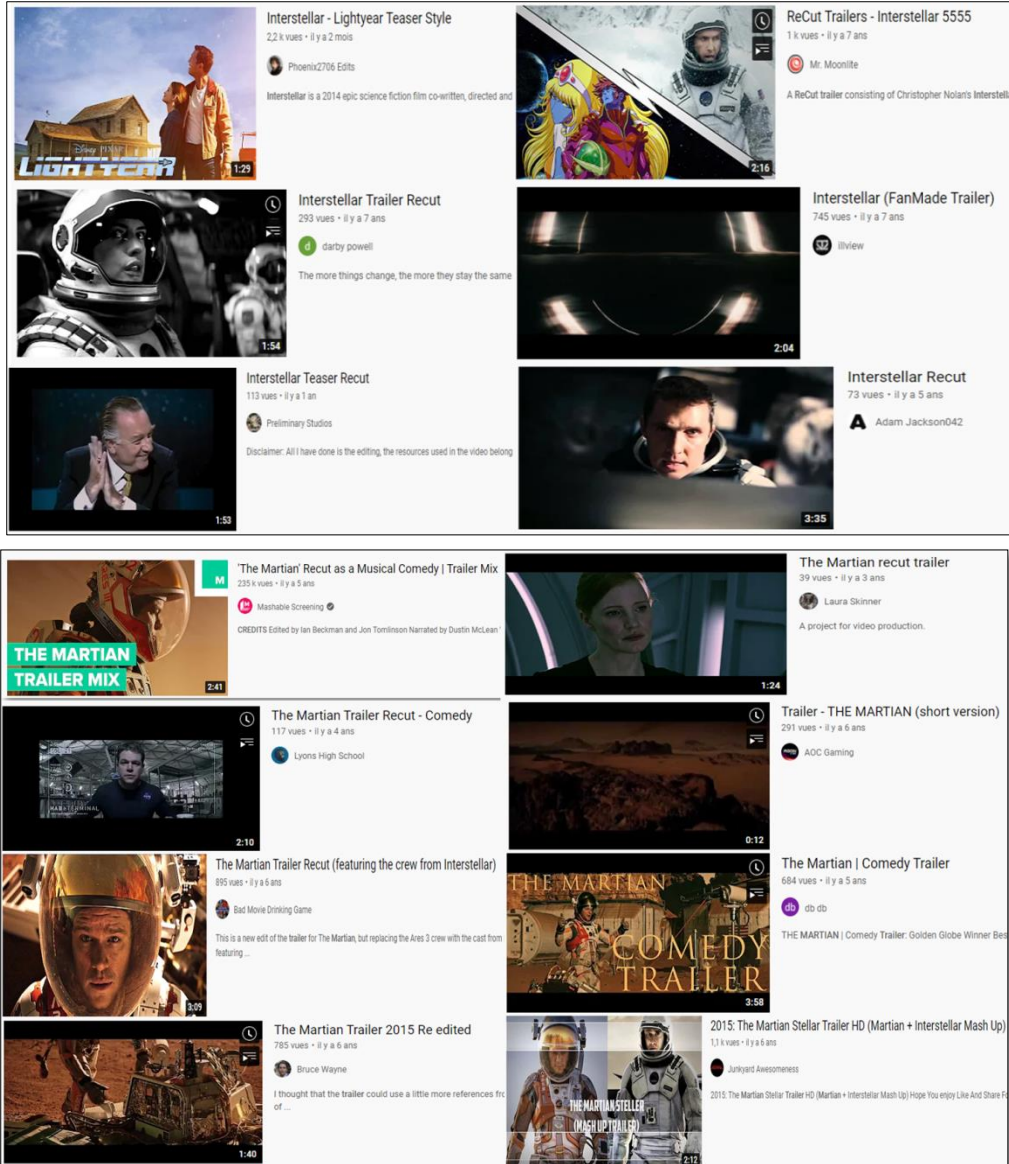 Interstellar - Lightyear Teaser Style
2,2 k vues • il y a 2 mois
Phoenix2706 Edits
Interstellar is a 2014 epic science fiction film co-written, directed and
Disney PIXAR
LIGHTYEAR
1:29
ReCut Trailers - Interstellar 5555
1 k vues • il y a 7 ans
Mr. Moonlite
A ReCut trailer consisting of Christopher Nolan's Interstell
2:16
Interstellar Trailer Recut
293 vues • il y a 7 ans
d darby powell
The more things change, the more they stay the same
1:54
Interstellar (FanMade Trailer)
745 vues • il y a 7 ans
illview
2:04
Interstellar Teaser Recut
113 vues • il y a 1 an
Preliminary Studios
Disclaimer: All I have done is the editing, the resources used in the video belong
1:53
Interstellar Recut
73 vues • il y a 5 ans
A Adam Jackson042
3:35
'The Martian' Recut as a Musical Comedy | Trailer Mix
235 k vues • il y a 5 ans
M
Mashable Screening
CREDITS Edited by Ian Beckman and Jon Tomlinson Narrated by Dustin McLean '
THE MARTIAN
TRAILER MIX
2:41
The Martian recut trailer
39 vues • il y a 3 ans
Laura Skinner
A project for video production.
1:24
The Martian Trailer Recut - Comedy
117 vues • il y a 4 ans
Lyons High School
2:10
Trailer - THE MARTIAN (short version)
291 vues • il y a 6 ans
AOC Gaming
0:12
The Martian Trailer Recut (featuring the crew from Interstellar)
895 vues • il y a 6 ans
Bad Movie Drinking Game
This is a new edit of the trailer for The Martian, but replacing the Ares 3 crew with the cast from
featuring ...
3:09
The Martian | Comedy Trailer
684 vues • il y a 5 ans
db db db
THE MARTIAN | Comedy Trailer: Golden Globe Winner Bes
THE MARTIAN
COMEDY
TRAILER
3:58
The Martian Trailer 2015 Re edited
785 vues • il y a 6 ans
Bruce Wayne
I thought that the trailer could use a little more references fro
of ...
1:40
2015: The Martian Stellar Trailer HD (Martian + Interstellar Mash Up)
1,1 k vues • il y a 6 ans
Junkyard Awesomeness
2015: The Martian Stellar Trailer HD (Martian + Interstellar Mash Up) Hope You enjoy Like And Share Fo
THE MARTIAN STELLER
(MASH UP TRAILER)
2:12